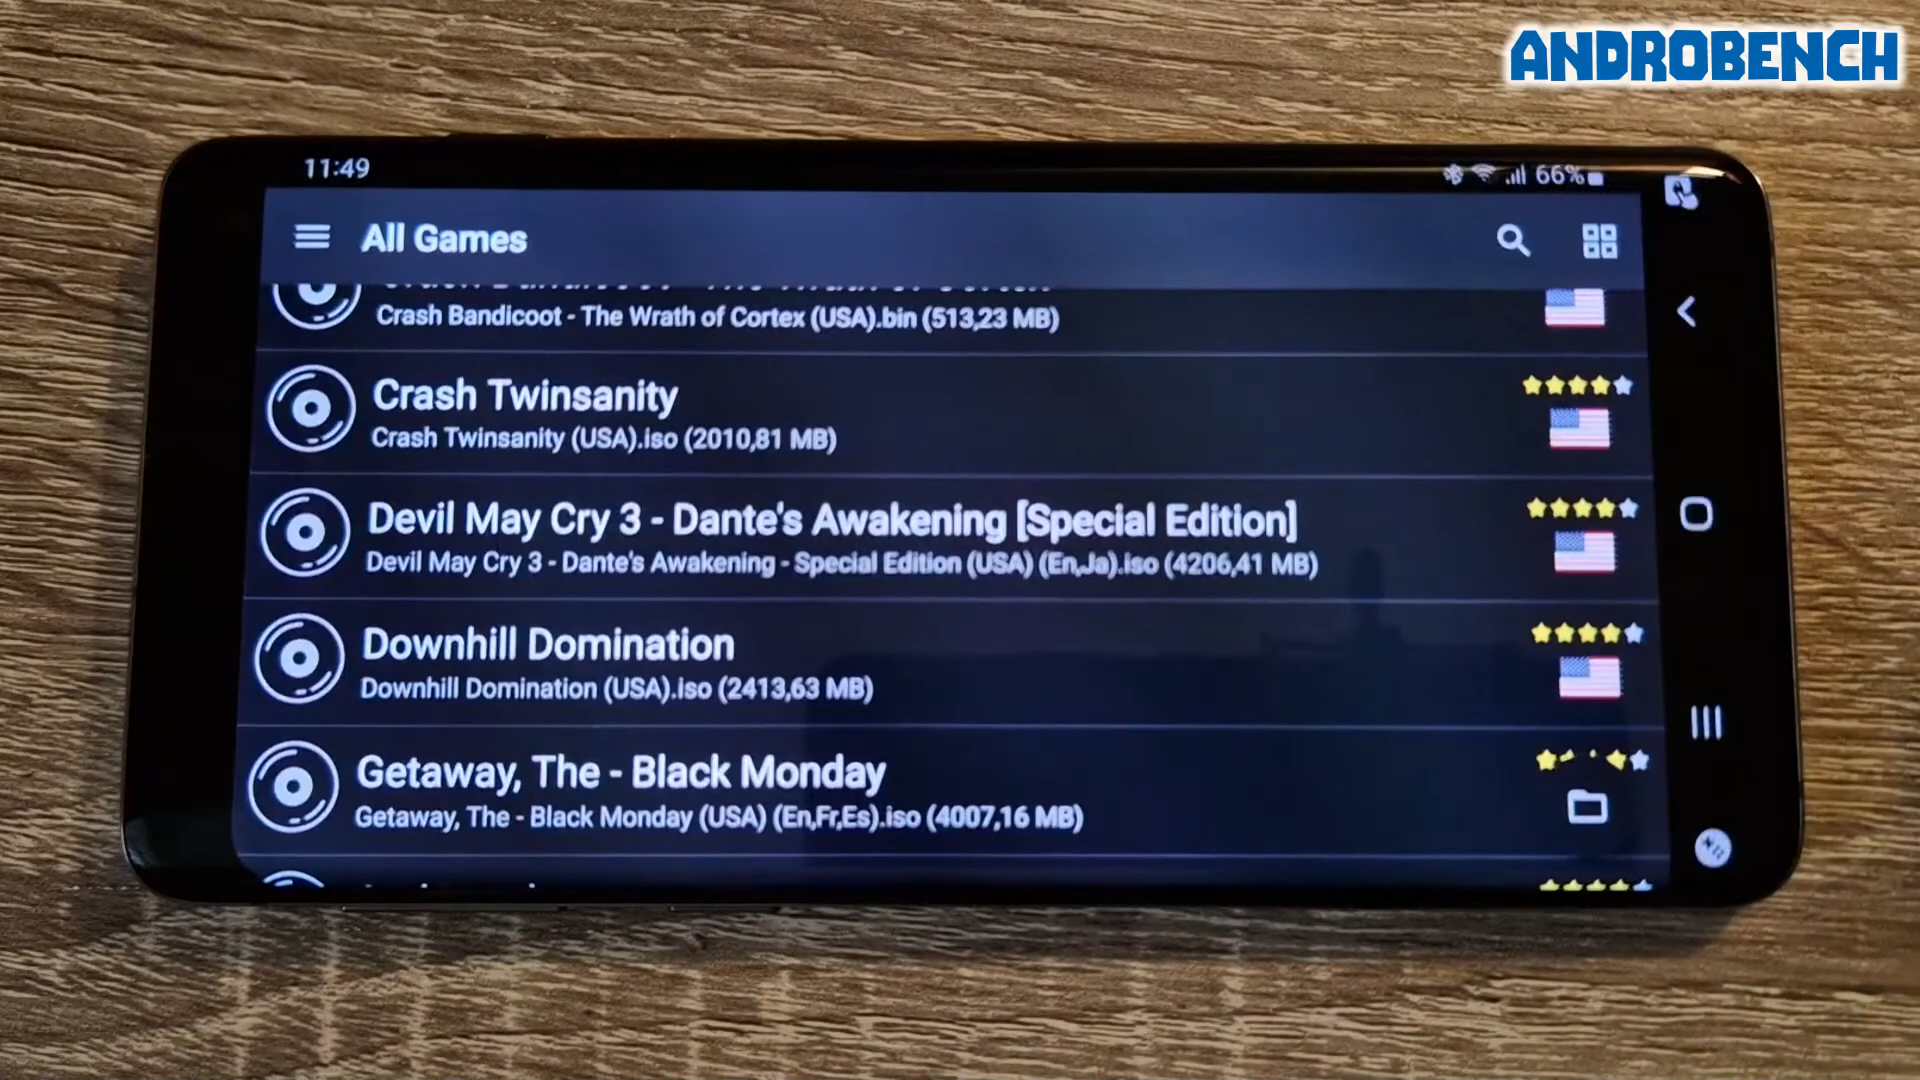 ANDROBENCH
11:49
66%
All Games
Crash Bandicoot - The Wrath of Cortex (USA).bin (513,23 MB)
Crash Twinsanity
Crash Twinsanity (USA).iso (2010,81 MB)
Devil May Cry 3 - Dante's Awakening [Special Edition]
Devil May Cry 3 - Dante's Awakening - Special Edition (USA) (En,Ja).iso (4206,41 MB)
Downhill Domination
Downhill Domination (USA).iso (2413,63 MB)
Getaway, The - Black Monday
Getaway, The - Black Monday (USA) (En,Fr,Es).iso (4007,16 MB)